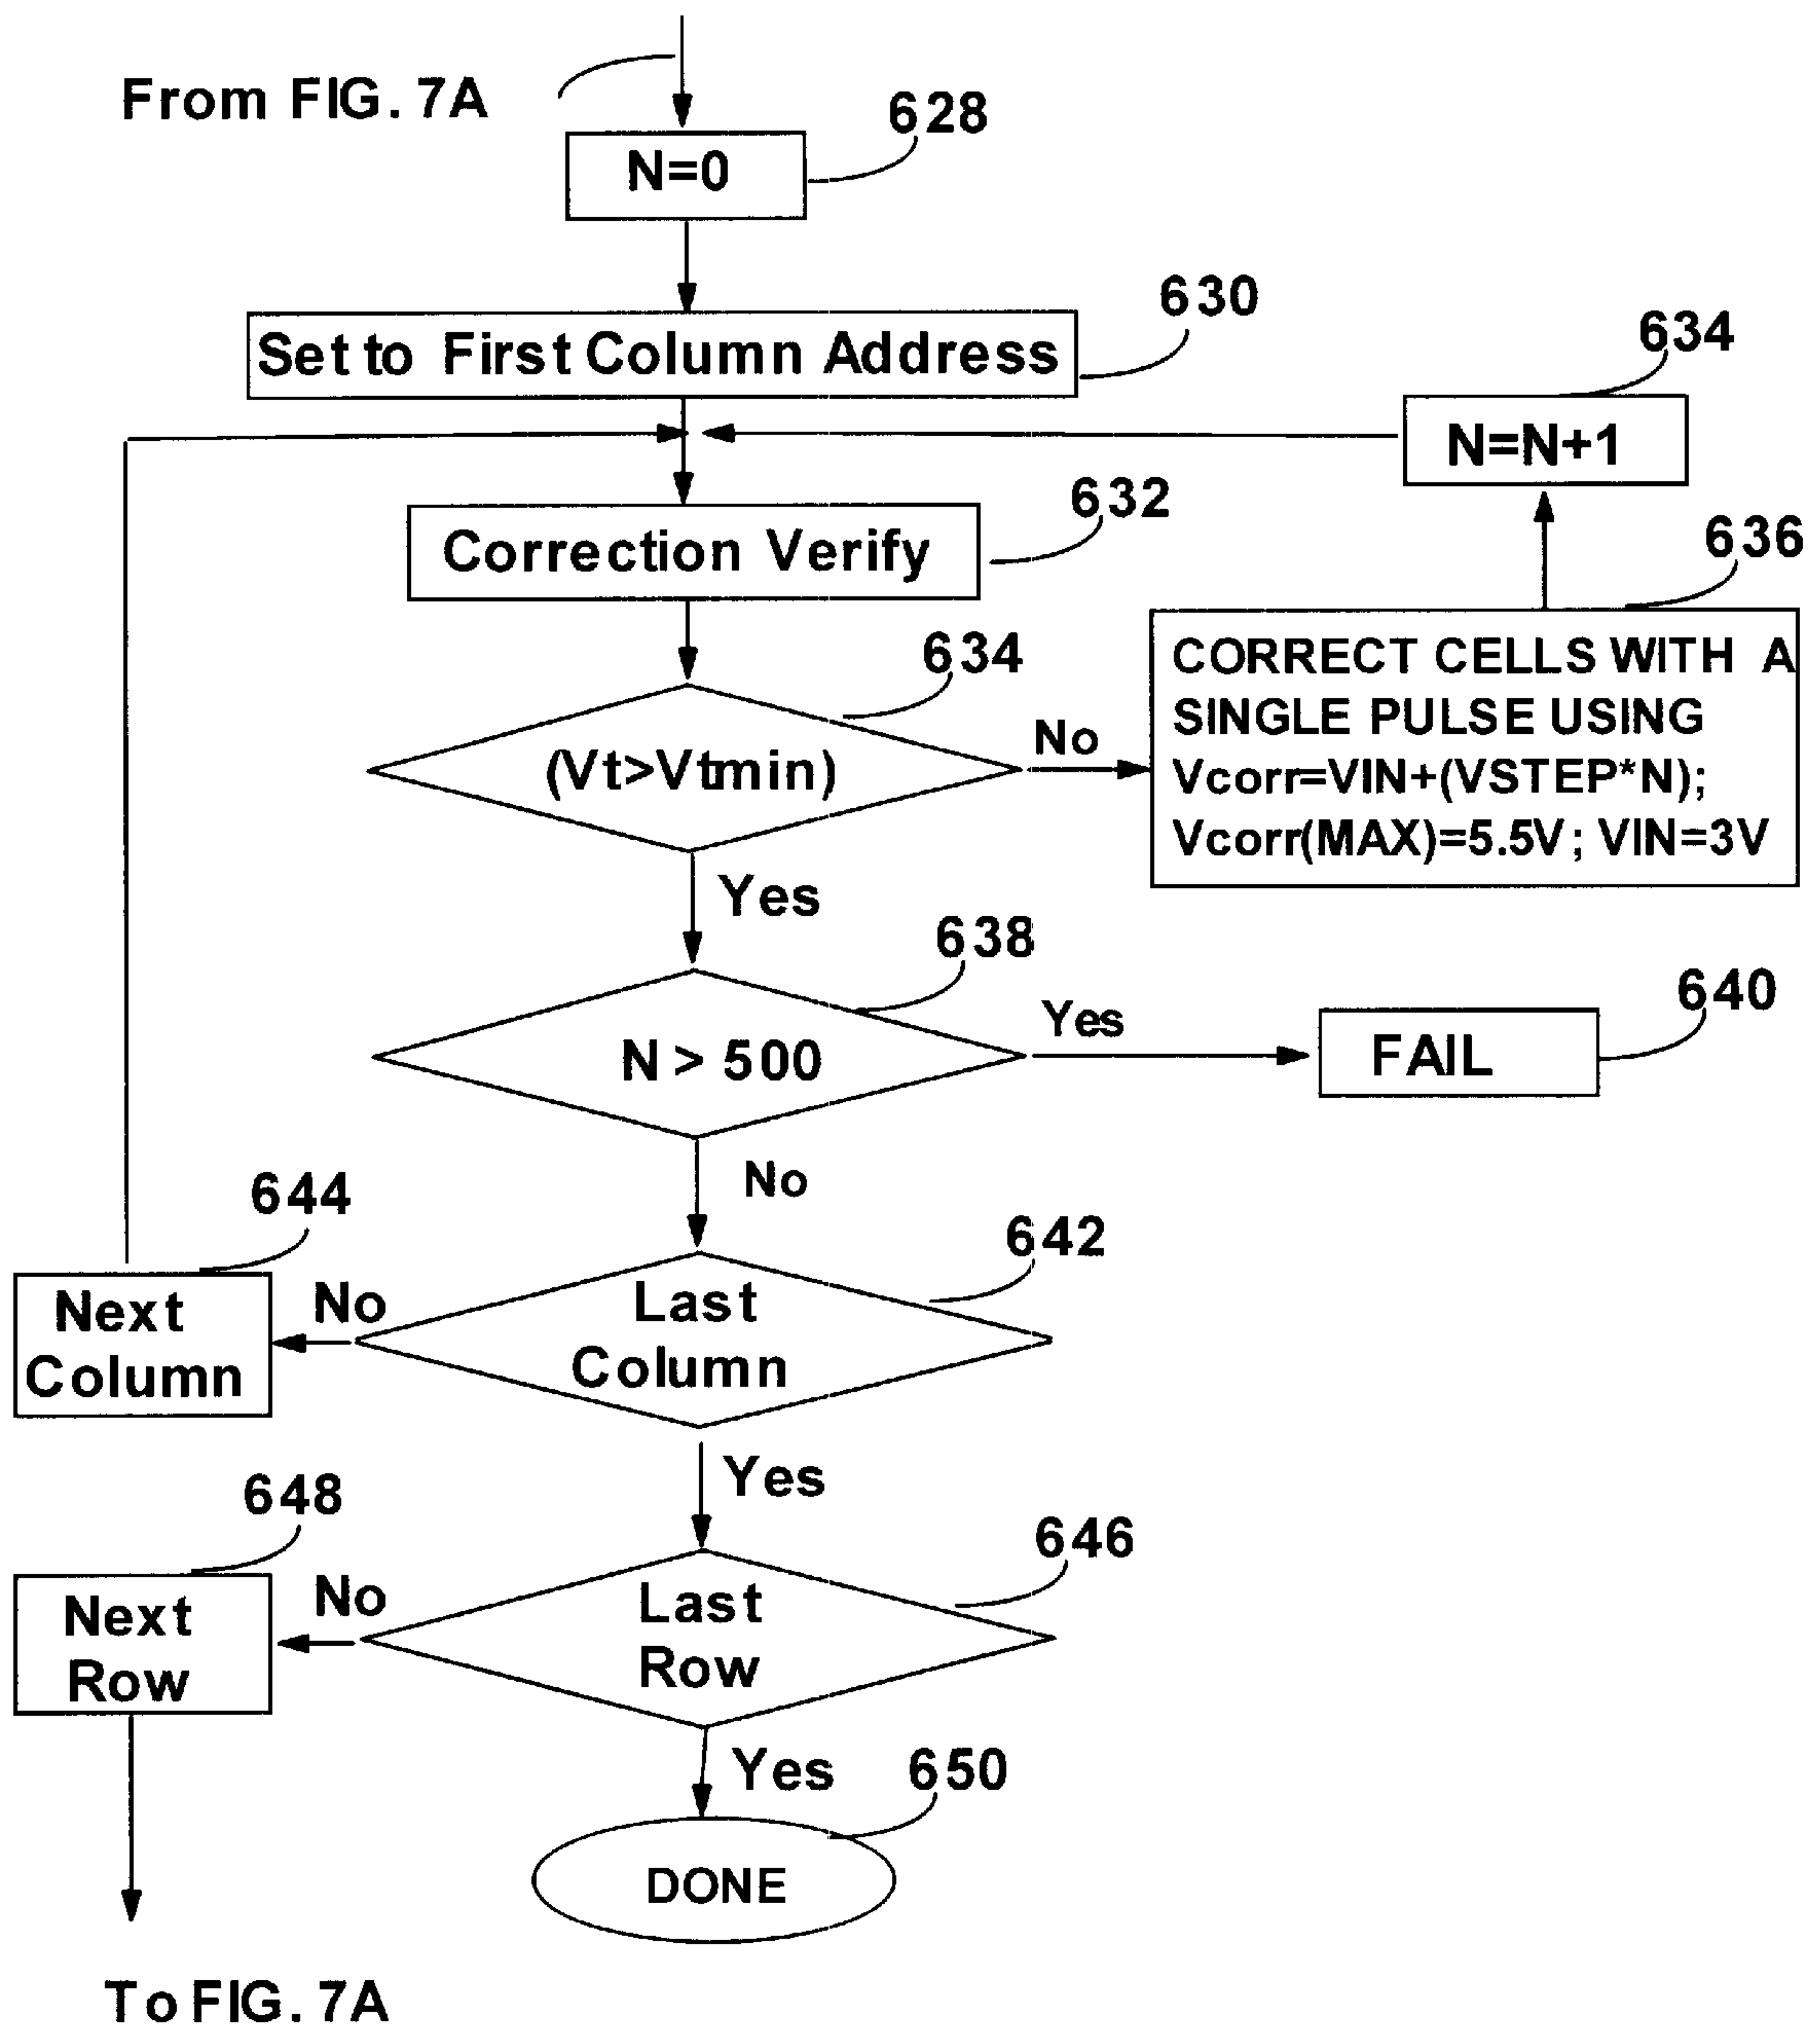 From FIG. 7A
628
N=0
630
Set to First Column Address
634
N=N+1
632
Correction Verify
636
CORRECT CELLS WITH A
SINGLE PULSE USING
Vcorr=VIN+(VSTEP*N);
Vcorr(MAX)=5.5V; VIN=3V
634
(Vt>Vtmin)
No
Yes
638
N > 500
Yes
640
FAIL
No
644
642
Next
Column
No
Last
Column
Yes
648
646
Next
Row
No
Last
Row
Yes
650
DONE
To FIG. 7A